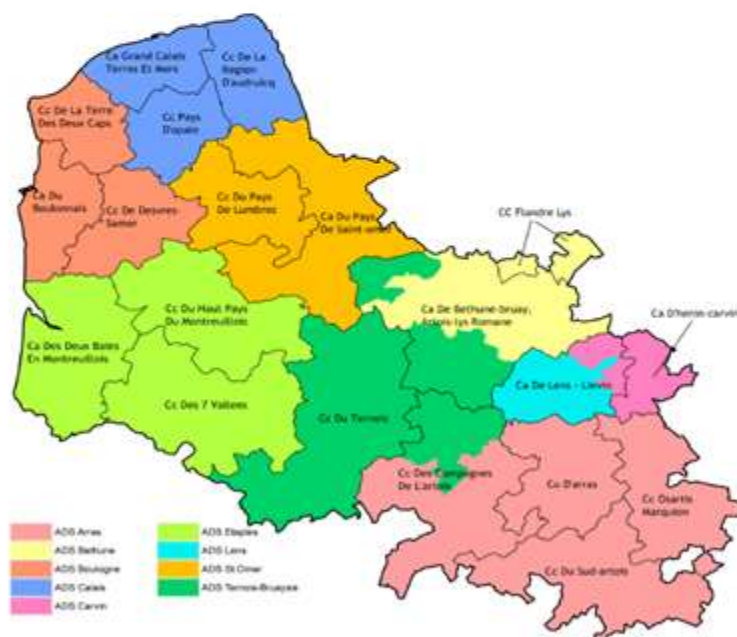 Ca Grand Calais
Terres Et Mers
Cc De La
Region
D'audruicq
Cc De La Terre
Des Deux Caps
Cc Pays
D'opale
Ca Du
Boulonnais
Cc De Desvres-
Samer
Cc Du Pays
De Lumbres
Ca Du Pays
De Saint-omer
CC Flandre Lys
Cc Du Haut Pays
Du Montreuillois
Ca De Bethune-bruay,
Artois-lys Romane
Ca D'henin-carvin
Ca Des Deux Baies
En Montreuillois
Ca De Lens - Lievin
Cc Des 7 Vallees
Cc Du Ternois
Cc Des Campagnes
De L'artois
Cu D'arras
Cc Osartis
Marquion
Cc Du Sud-artois
ADS Arras
ADS Bethune
ADS Boulogne
ADS Calais
ADS Carvin
ADS Etaples
ADS Lens
ADS St Omer
ADS Ternois-Bruaysis